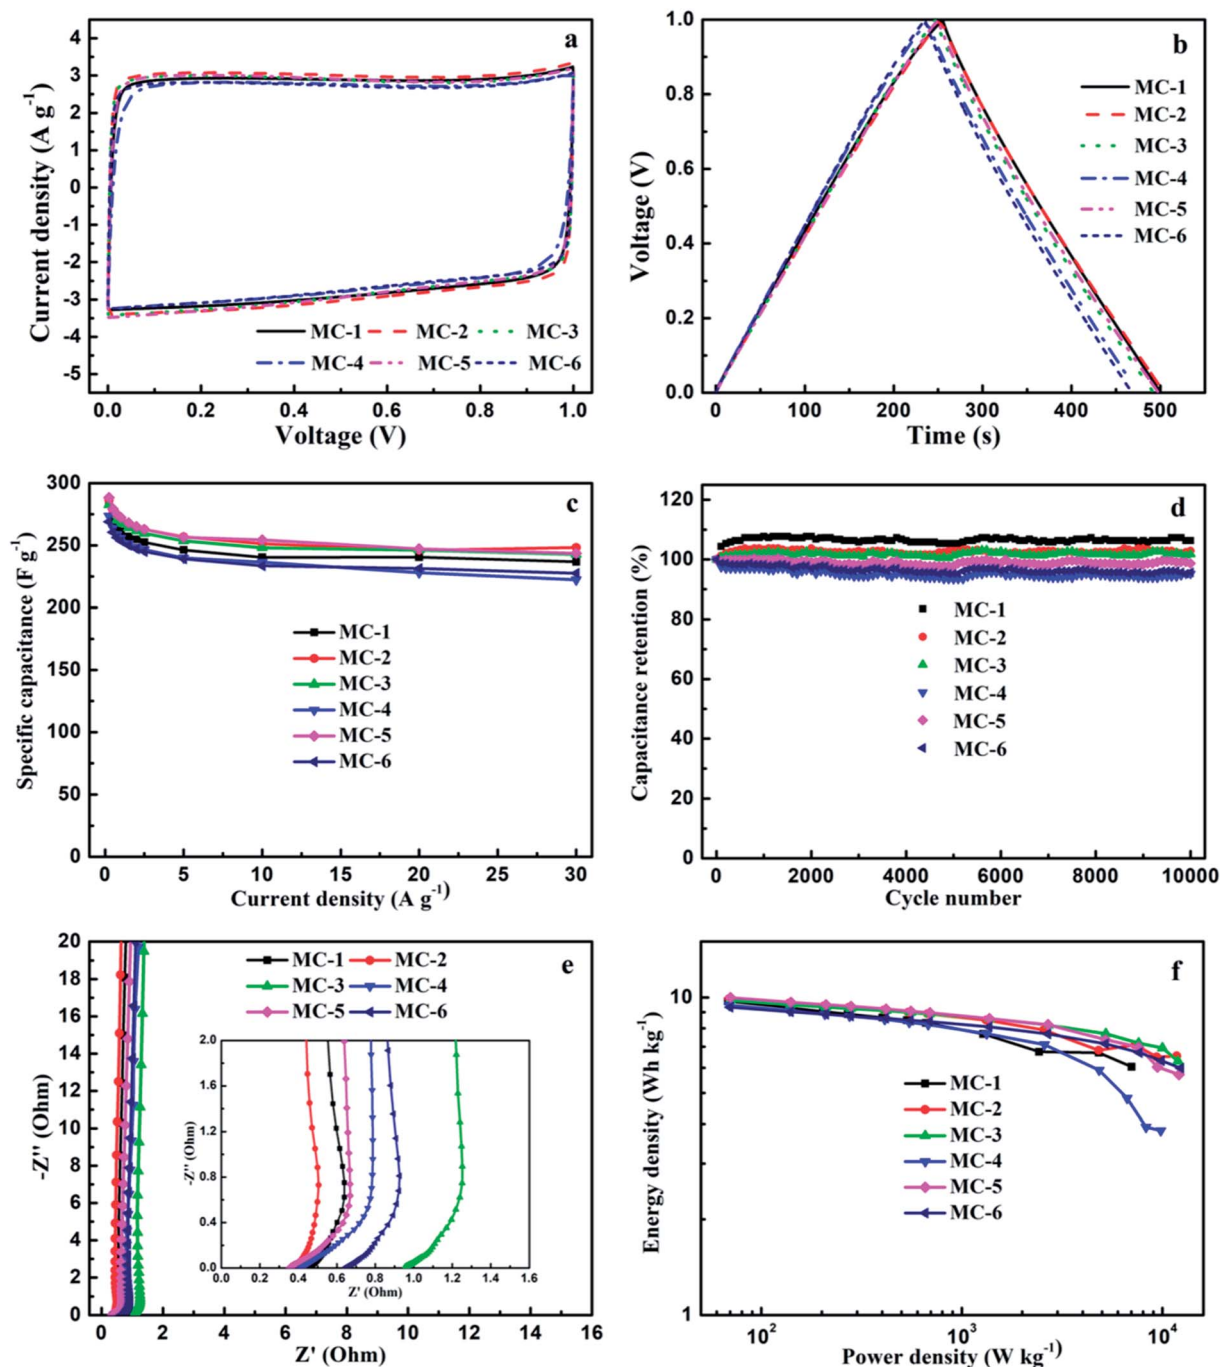 a
Current density (A g⁻¹)
4
3
2
1
0
-1
-2
-3
-4
-5
MC-1 MC-2 MC-3
MC-4 MC-5 MC-6
0.0 0.2 0.4 0.6 0.8 1.0
Voltage (V)
b
Voltage (V)
1.0
0.8
0.6
0.4
0.2
0.0
MC-1
MC-2
MC-3
MC-4
MC-5
MC-6
0 100 200 300 400 500
Time (s)
c
Specific capacitance (F g⁻¹)
300
250
200
150
100
50
0
MC-1
MC-2
MC-3
MC-4
MC-5
MC-6
0 5 10 15 20 25 30
Current density (A g⁻¹)
d
Capacitance retention (%)
120
100
80
60
40
20
0
MC-1
MC-2
MC-3
MC-4
MC-5
MC-6
0 2000 4000 6000 8000 10000
Cycle number
e
-Z'' (Ohm)
20
18
16
14
12
10
8
6
4
2
0
MC-1 MC-2
MC-3 MC-4
MC-5 MC-6
-Z'' (Ohm)
2.0
1.6
1.2
0.8
0.4
0.0
0.0 0.2 0.4 0.6 0.8 1.0 1.2 1.4 1.6
Z' (Ohm)
0 2 4 6 8 10 12 14 16
Z' (Ohm)
f
Energy density (Wh kg⁻¹)
10
1
MC-1
MC-2
MC-3
MC-4
MC-5
MC-6
10² 10³ 10⁴
Power density (W kg⁻¹)